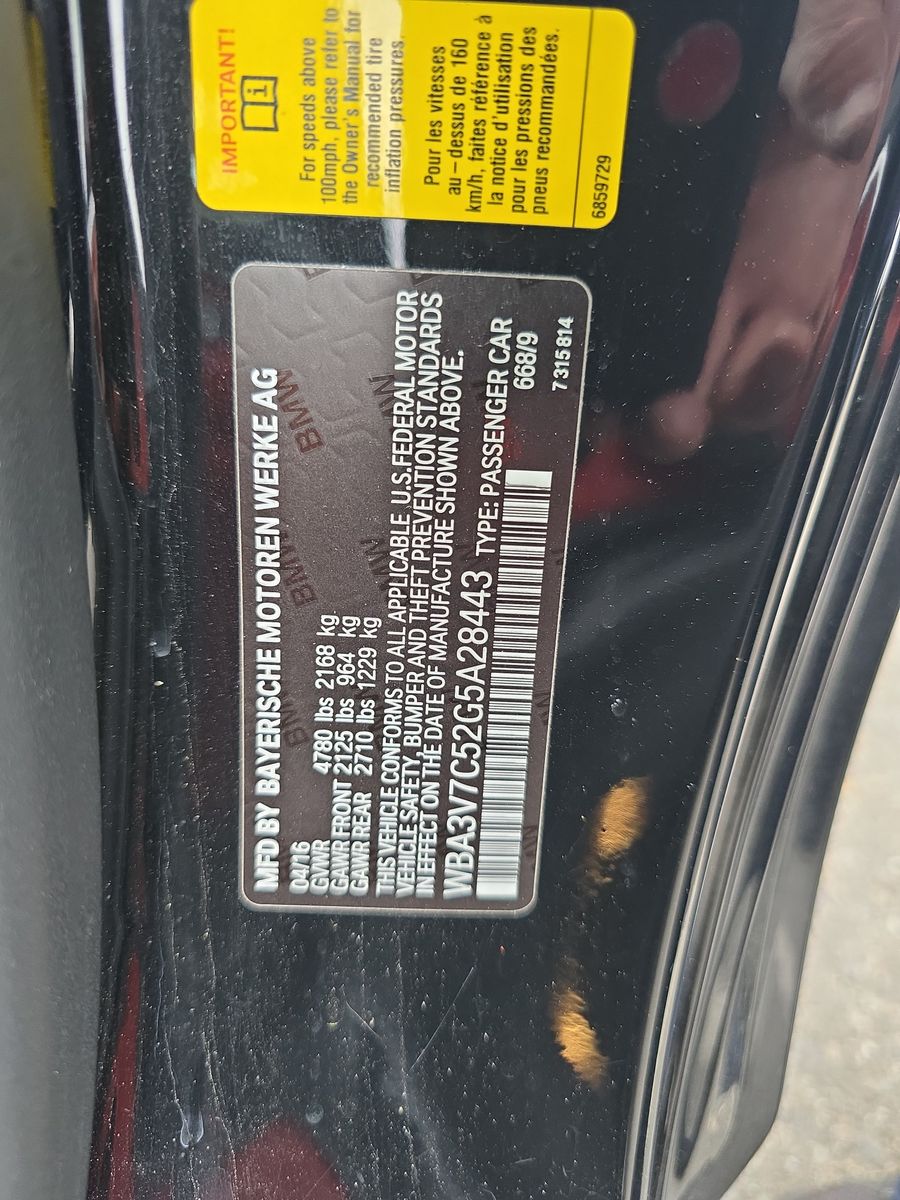 IMPORTANT!
i
For speeds above
100mph, please refer to
the Owner's Manual for
recommended tire
inflation pressures.
Pour les vitesses
au – dessus de 160
km/h, faites référence à
la notice d'utilisation
pour les pressions des
pneus recommandées.
6859729
MFD BY BAYERISCHE MOTOREN WERKE AG
04/16
GVWR 4780 lbs 2168 kg
GAWR FRONT 2125 lbs 964 kg
GAWR REAR 2710 lbs 1229 kg
THIS VEHICLE CONFORMS TO ALL APPLICABLE U.S. FEDERAL MOTOR
VEHICLE SAFETY, BUMPER AND THEFT PREVENTION STANDARDS
IN EFFECT ON THE DATE OF MANUFACTURE SHOWN ABOVE.
WBA3V7C52G5A28443 TYPE: PASSENGER CAR
668/9
7315814
BMW
BMW
BMW